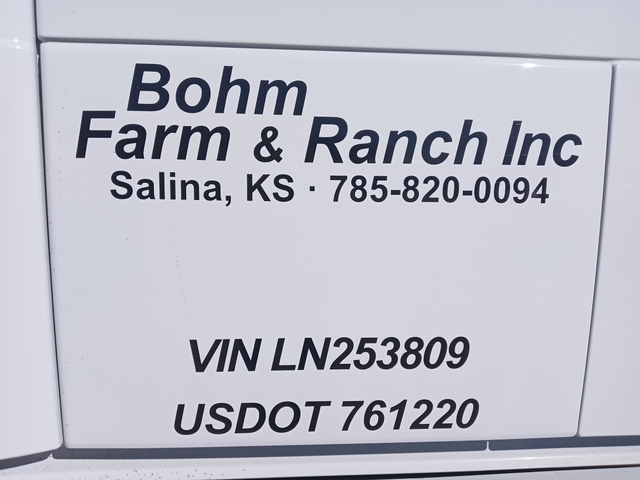 Bohm
Farm & Ranch Inc
Salina, KS · 785-820-0094
VIN LN253809
USDOT 761220